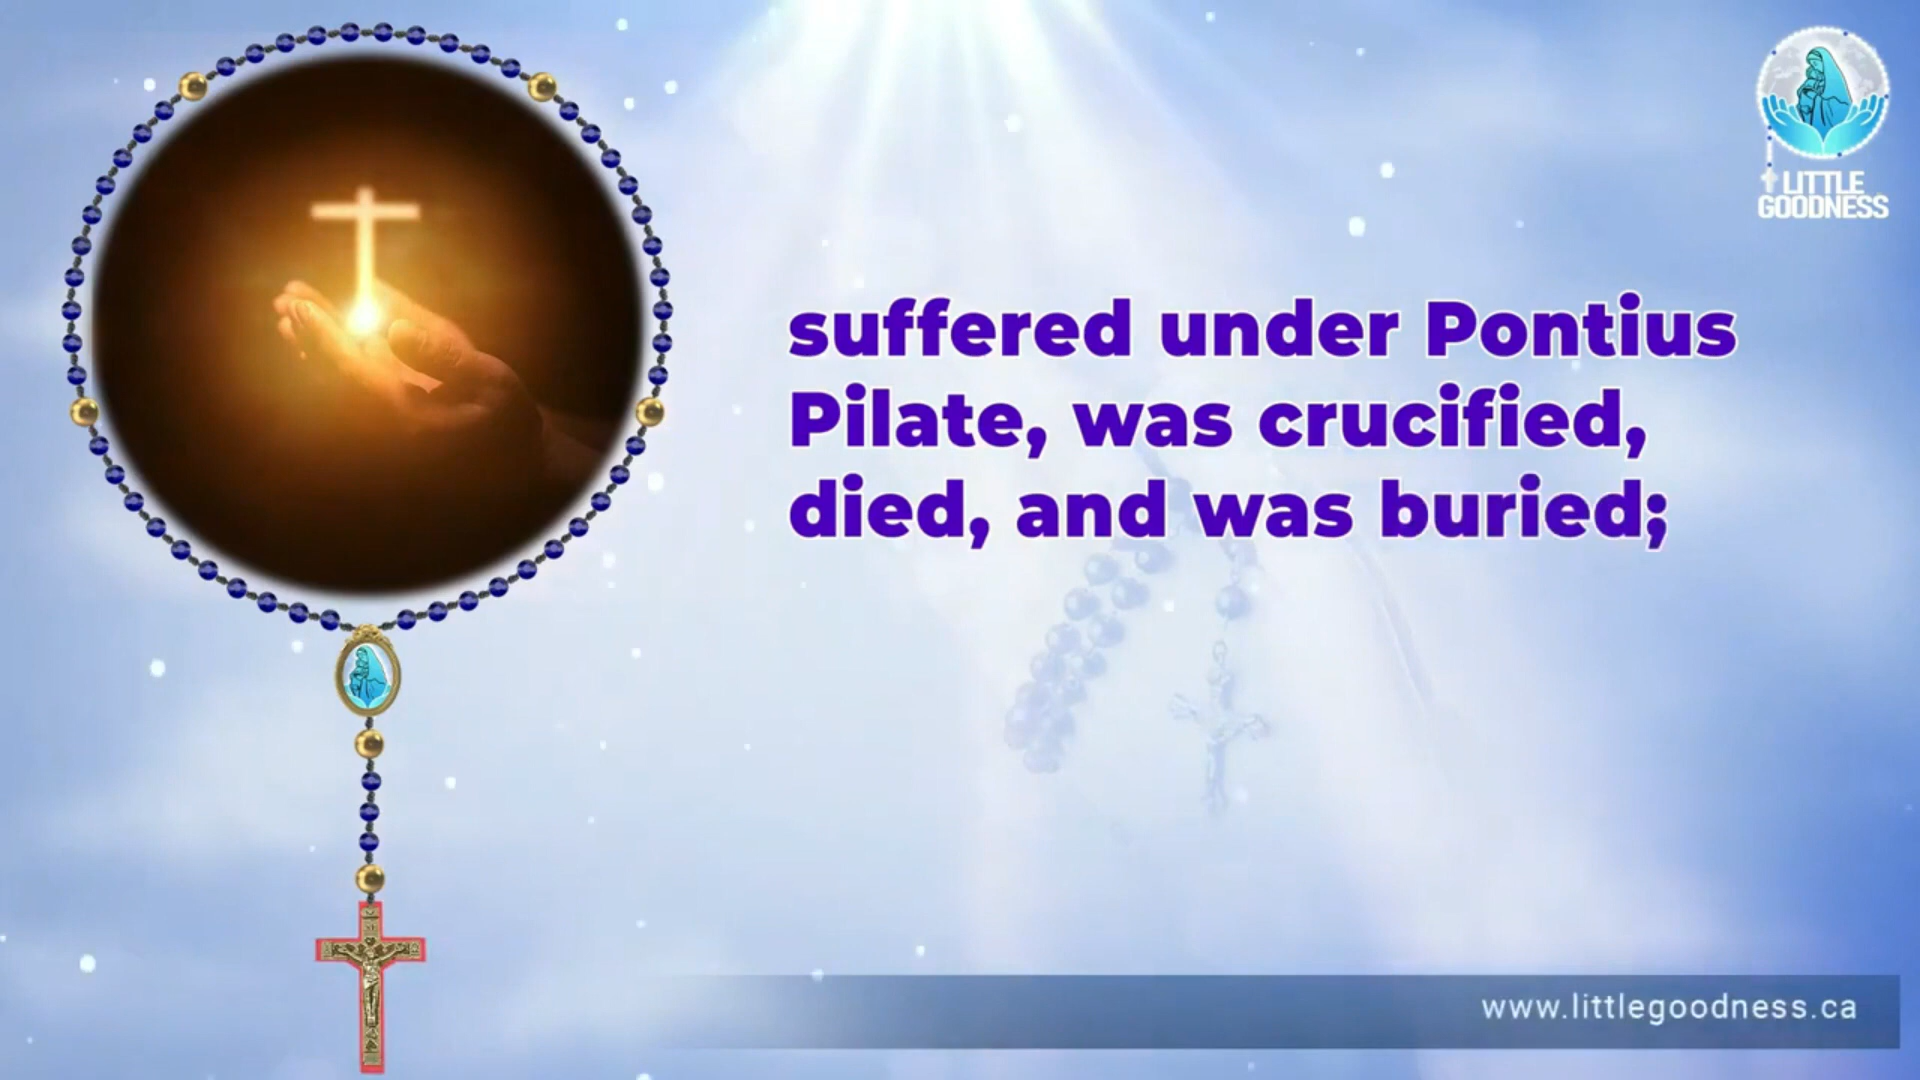 LITTLE
GOODNESS
suffered under Pontius
Pilate, was crucified,
died, and was buried;
www.littlegoodness.ca